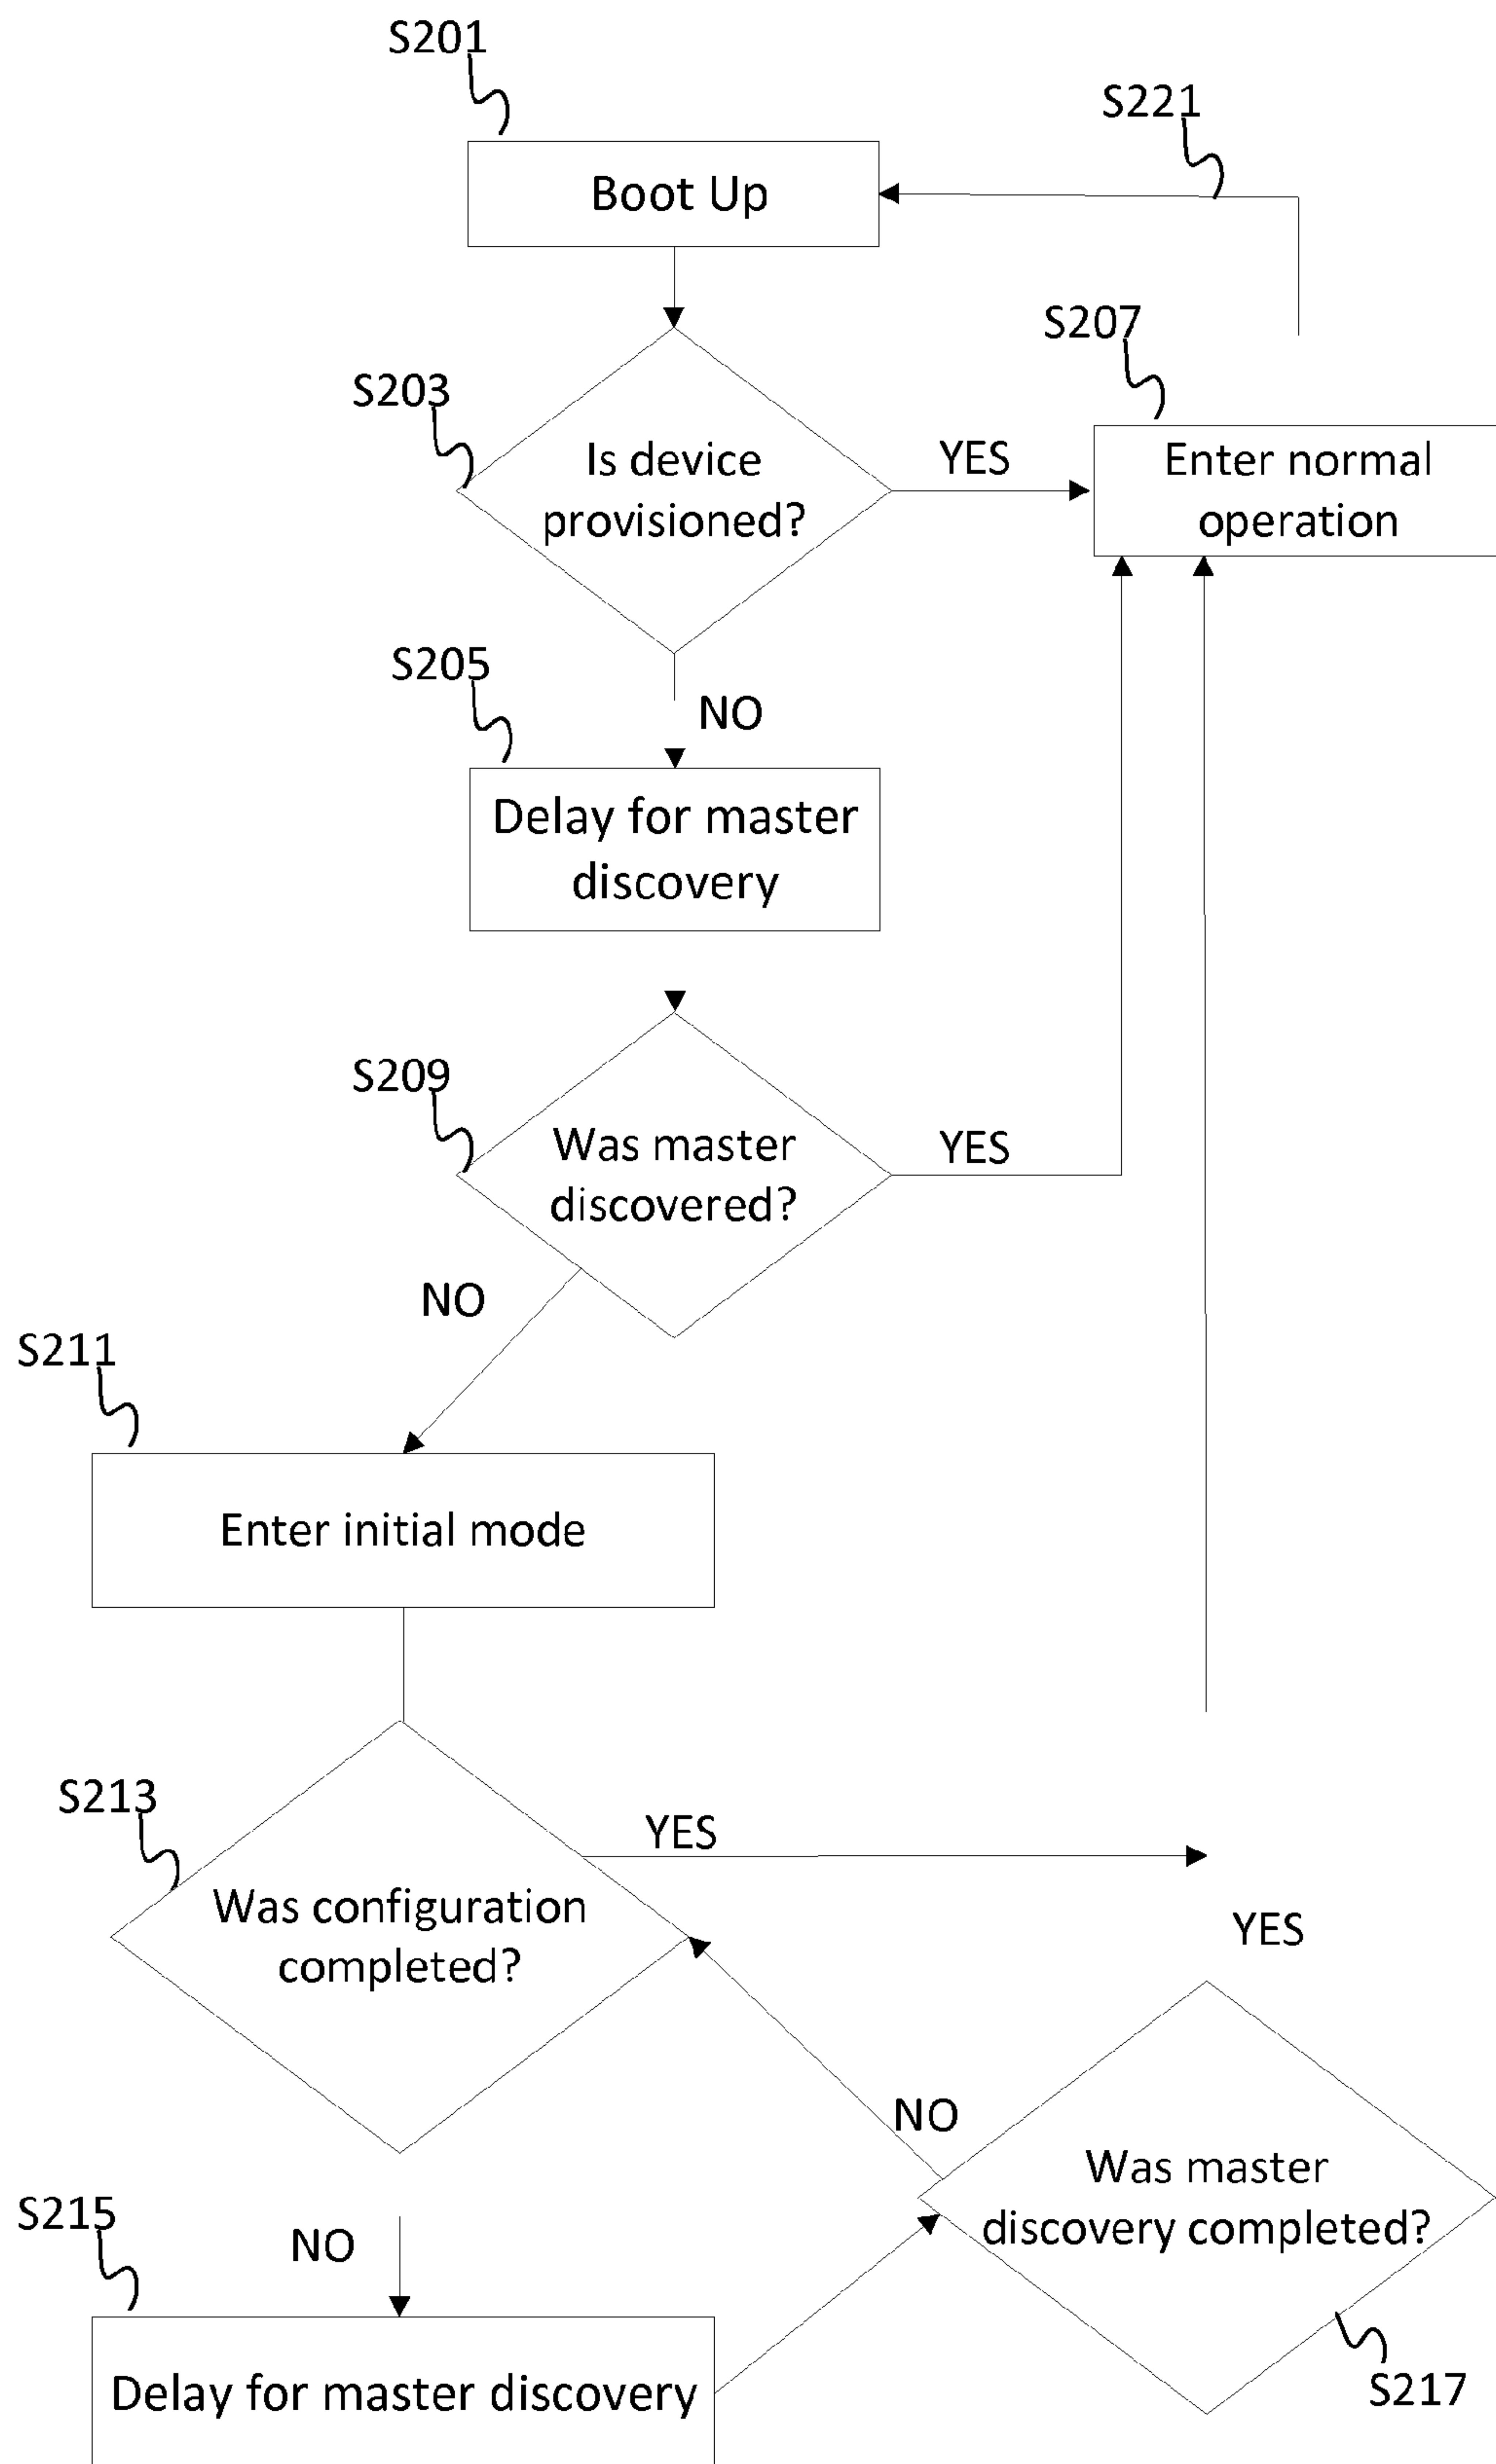 S201
S221
Boot Up
S207
S203
Is device
provisioned?
YES
Enter normal
operation
S205
NO
Delay for master
discovery
S209
Was master
discovered?
YES
NO
S211
Enter initial mode
S213
YES
Was configuration
completed?
YES
NO
Was master
discovery completed?
S215
NO
Delay for master discovery
S217